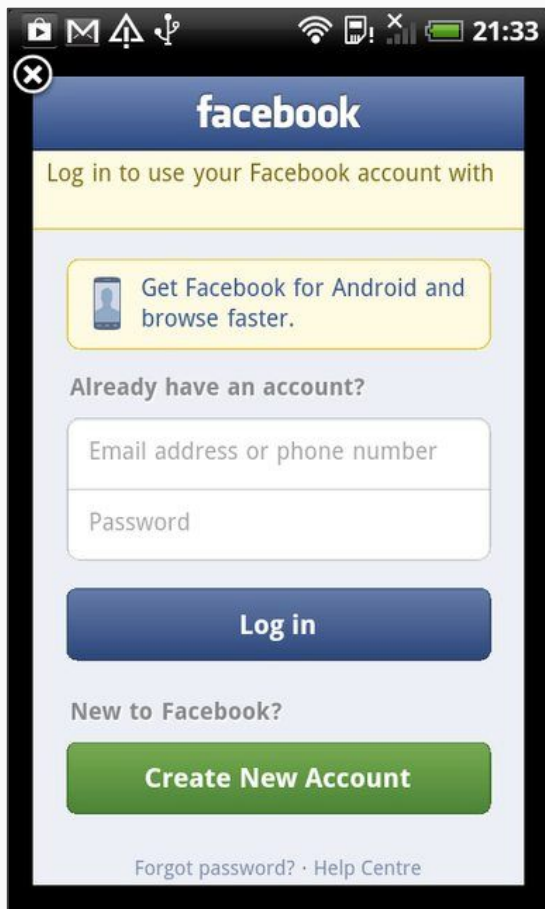 21:33
facebook
Log in to use your Facebook account with
Get Facebook for Android and
browse faster.
Already have an account?
Email address or phone number
Password
Log in
New to Facebook?
Create New Account
Forgot password? · Help Centre